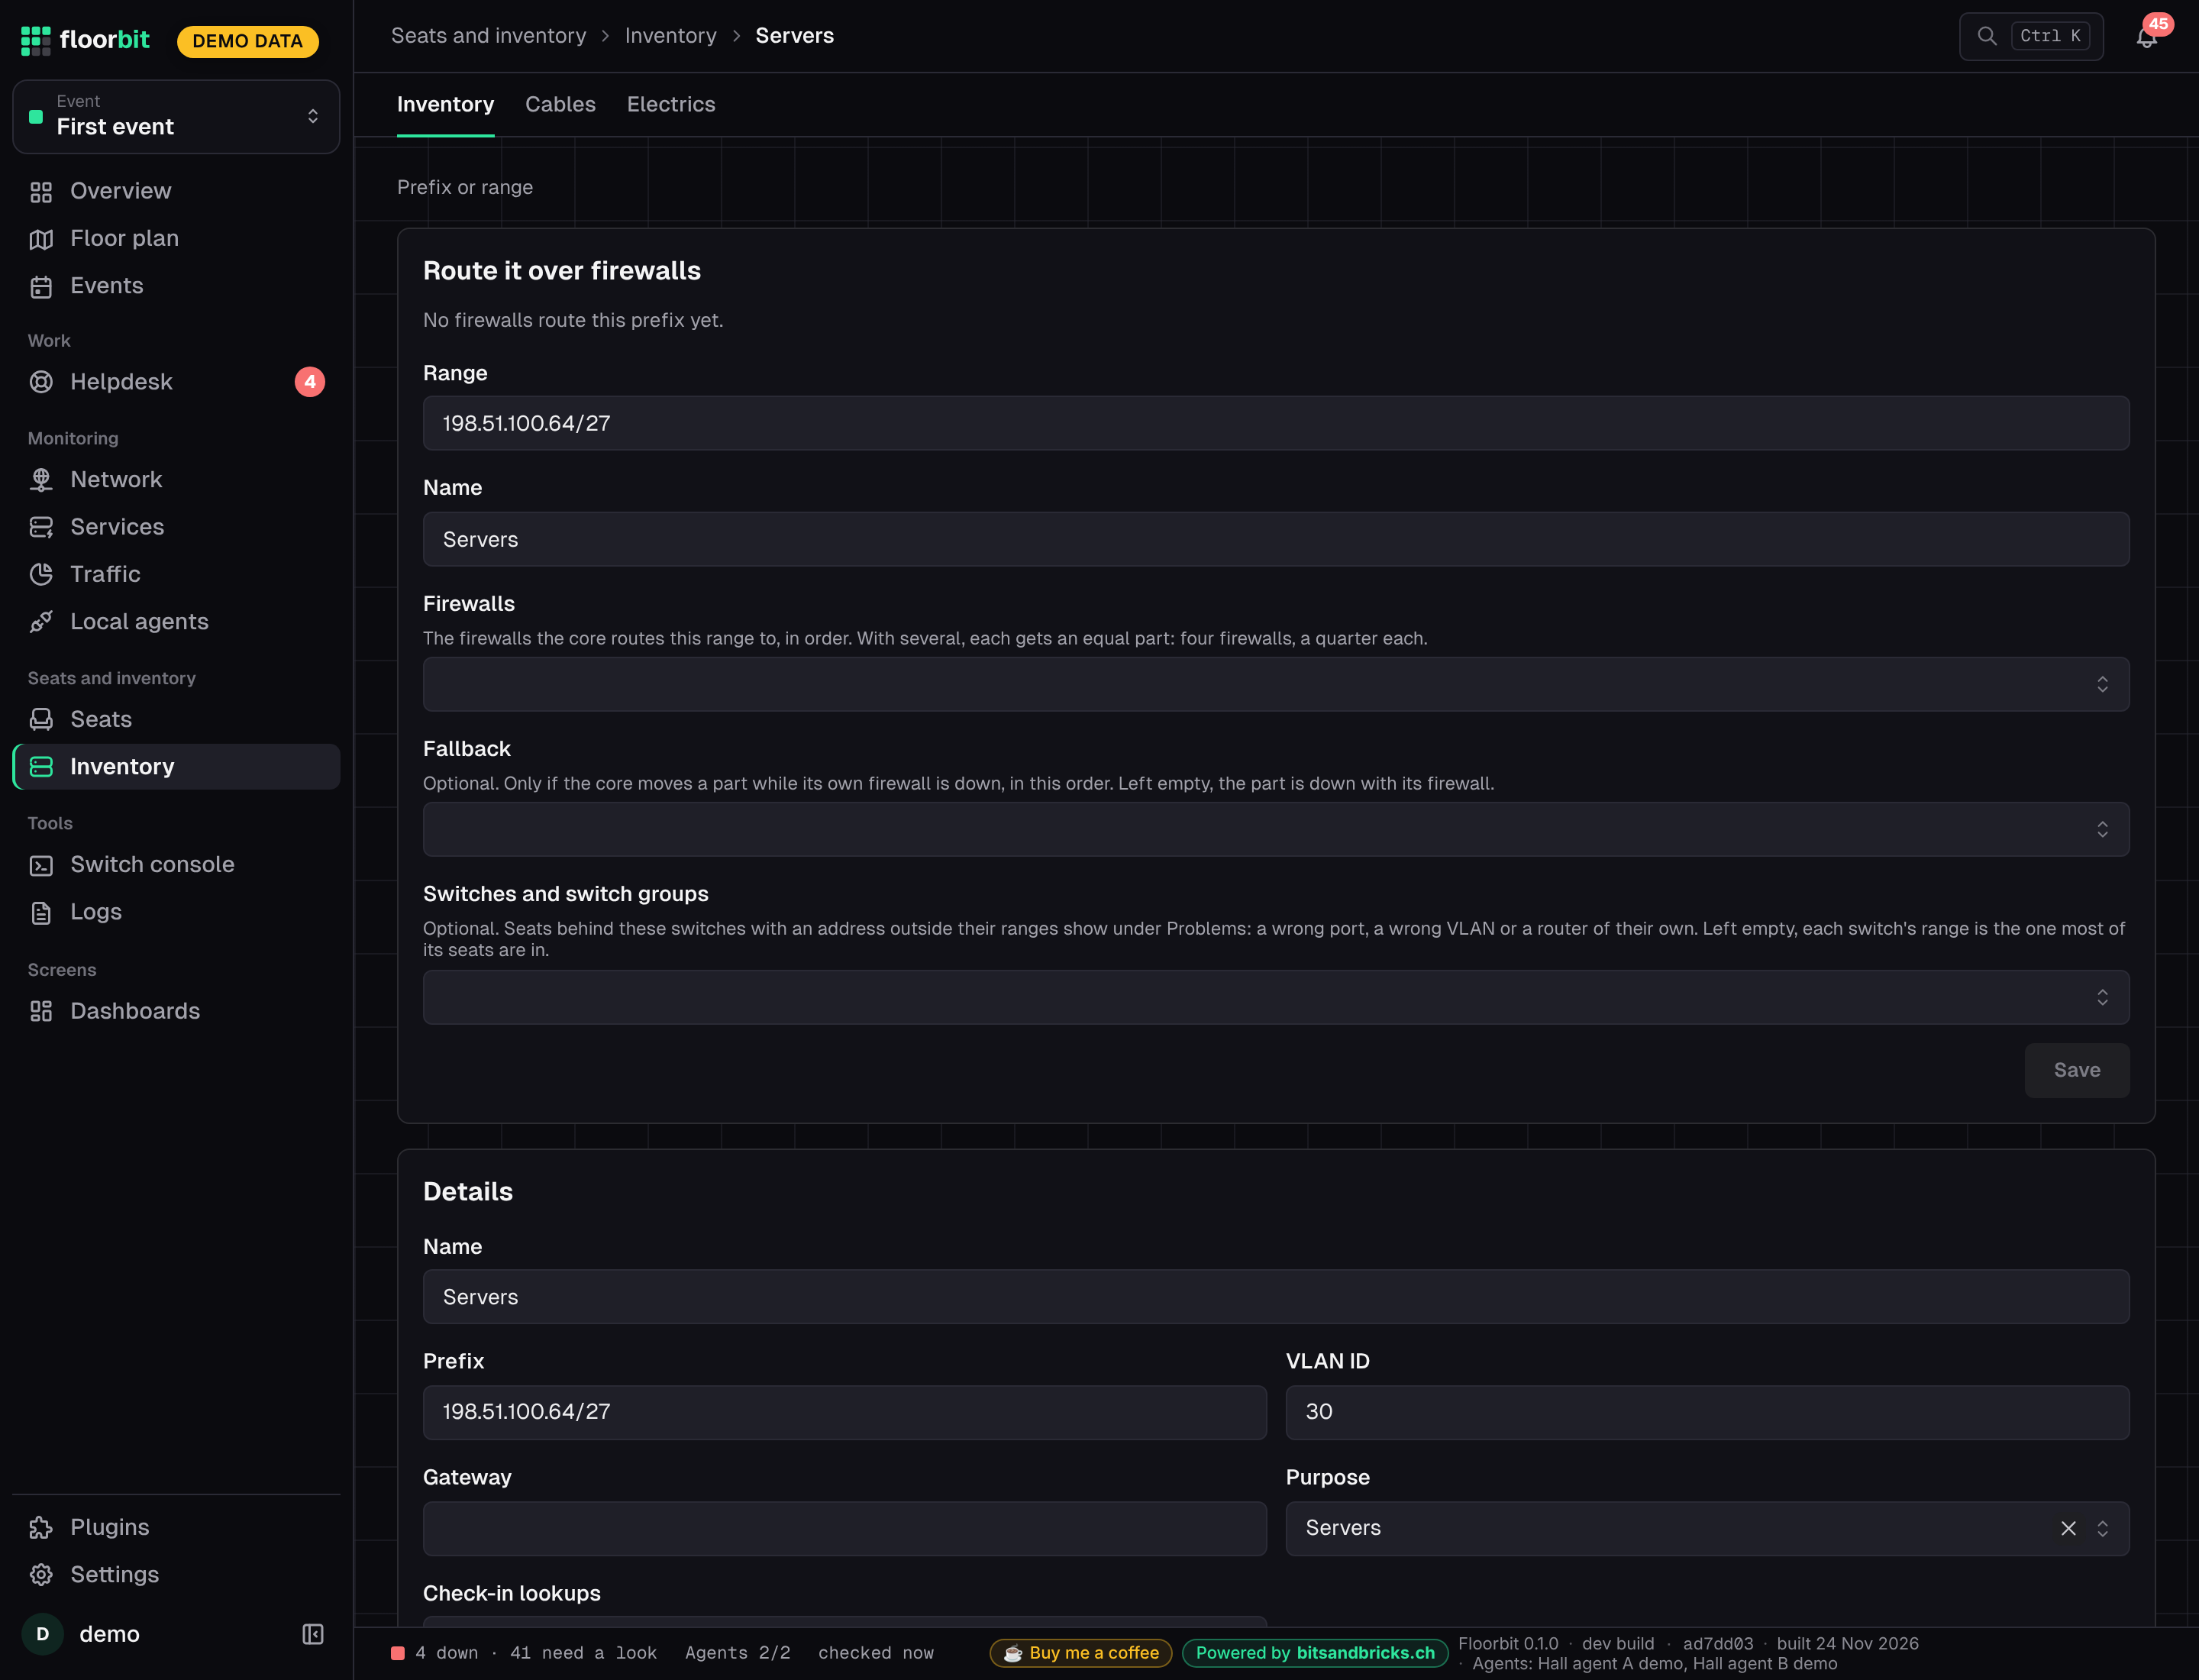 floorbit
DEMO DATA
Event
First event
Overview
Floor plan
Events
Work
Helpdesk
4
Monitoring
Network
Services
Traffic
Local agents
Seats and inventory
Seats
Inventory
Tools
Switch console
Logs
Screens
Dashboards
Plugins
Settings
D
demo
Seats and inventory > Inventory > Servers
Ctrl K
45
Inventory
Cables
Electrics
Prefix or range
Route it over firewalls
No firewalls route this prefix yet.
Range
198.51.100.64/27
Name
Servers
Firewalls
The firewalls the core routes this range to, in order. With several, each gets an equal part: four firewalls, a quarter each.
Fallback
Optional. Only if the core moves a part while its own firewall is down, in this order. Left empty, the part is down with its firewall.
Switches and switch groups
Optional. Seats behind these switches with an address outside their ranges show under Problems: a wrong port, a wrong VLAN or a router of their own. Left empty, each switch's range is the one most of
its seats are in.
Save
Details
Name
Servers
Prefix
198.51.100.64/27
VLAN ID
30
Gateway
Purpose
Servers
Check-in lookups
4 down · 41 need a look
Agents 2/2
checked now
☕ Buy me a coffee
Powered by bitsandbricks.ch
Floorbit 0.1.0 · dev build · ad7dd03 · built 24 Nov 2026
· Agents: Hall agent A demo, Hall agent B demo